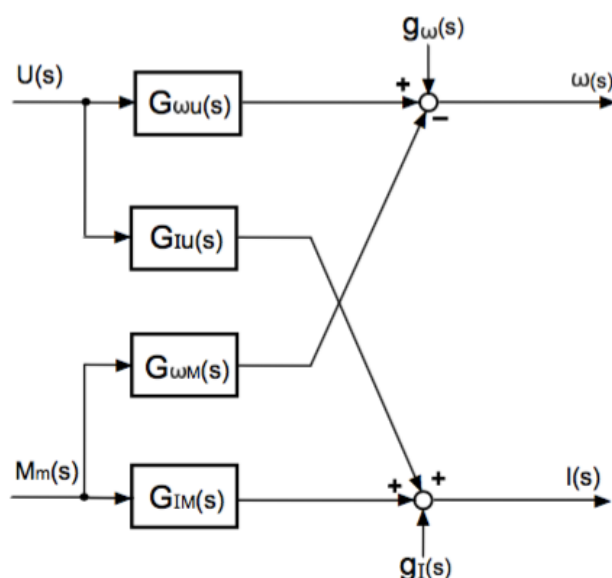 gω(s)
U(s)
Gωu(s)
+
−
ω(s)
GIu(s)
GωM(s)
Mm(s)
GIM(s)
+
+
I(s)
gI(s)